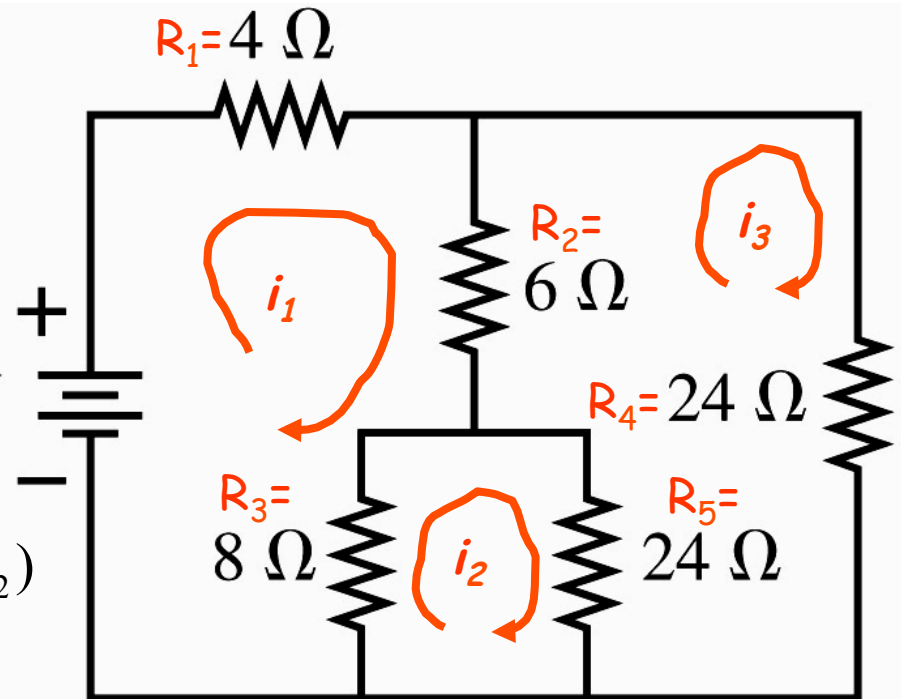 R₁= 4 Ω
+
i₁
R₂=
6 Ω
i₃
R₄= 24 Ω
−
R₃=
8 Ω
i₂
R₅=
24 Ω
₂)